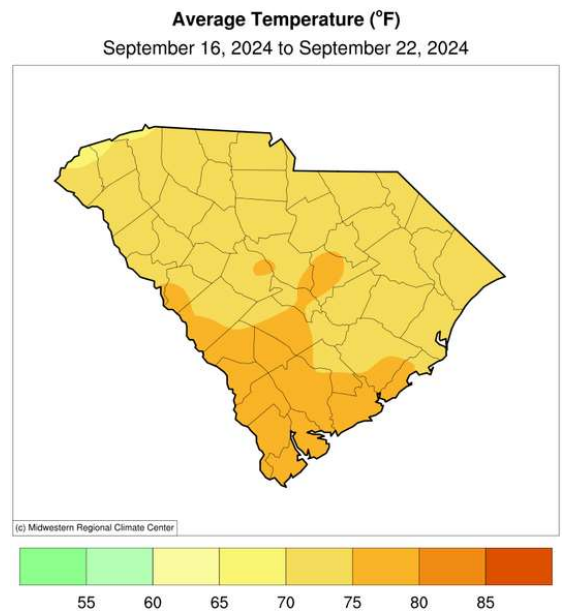 Average Temperature (°F)
September 16, 2024 to September 22, 2024
(c) Midwestern Regional Climate Center
55 60 65 70 75 80 85